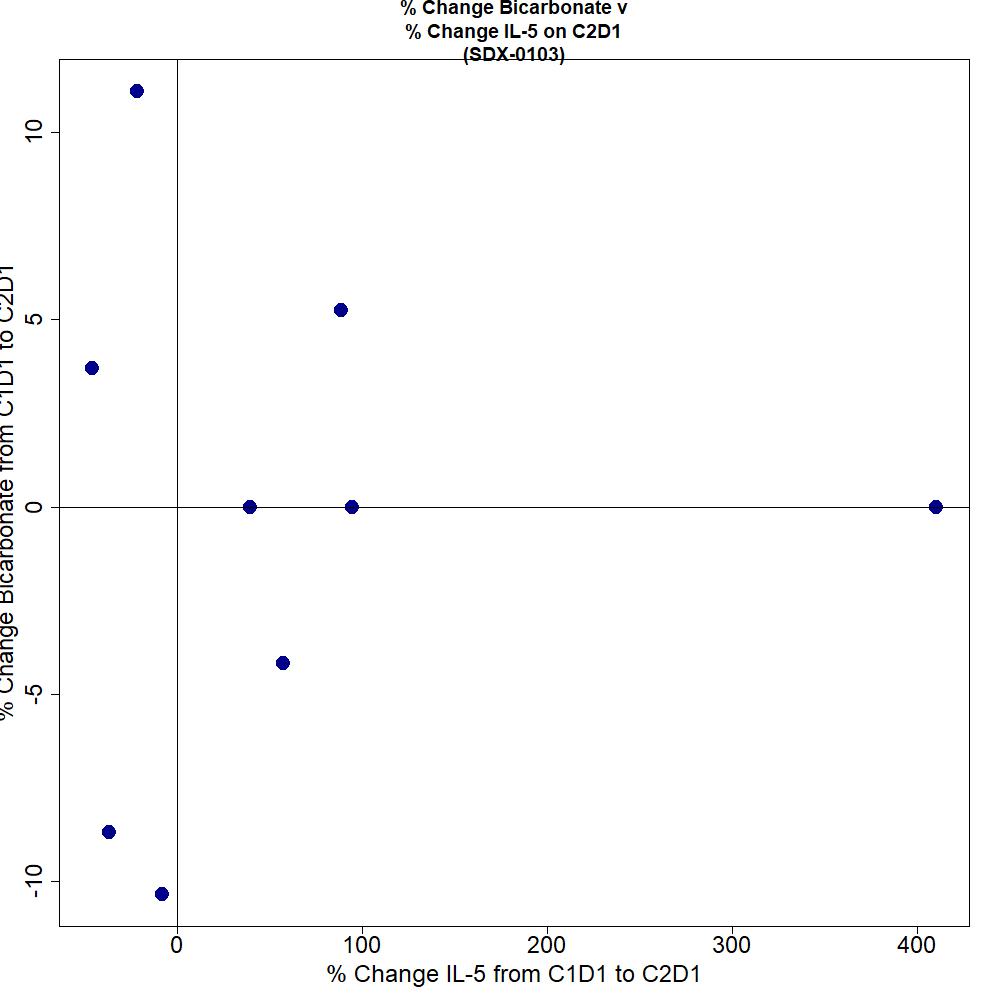 % Change Bicarbonate v
% Change IL-5 on C2D1
(SDX-0103)
% Change Bicarbonate from C1D1 to C2D1
10
5
0
-5
-10
0 100 200 300 400
% Change IL-5 from C1D1 to C2D1